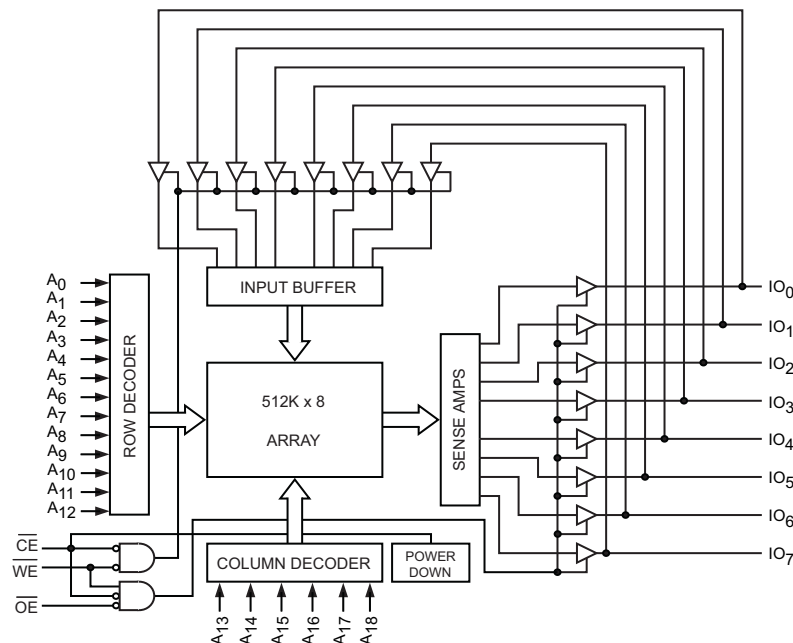 INPUT BUFFER
A0
A1
A2
A3
A4
A5
A6
A7
A8
A9
A10
A11
A12
ROW DECODER
512K x 8
ARRAY
SENSE AMPS
IO0
IO1
IO2
IO3
IO4
IO5
IO6
IO7
CE
WE
OE
COLUMN DECODER
POWER
DOWN
A13
A14
A15
A16
A17
A18